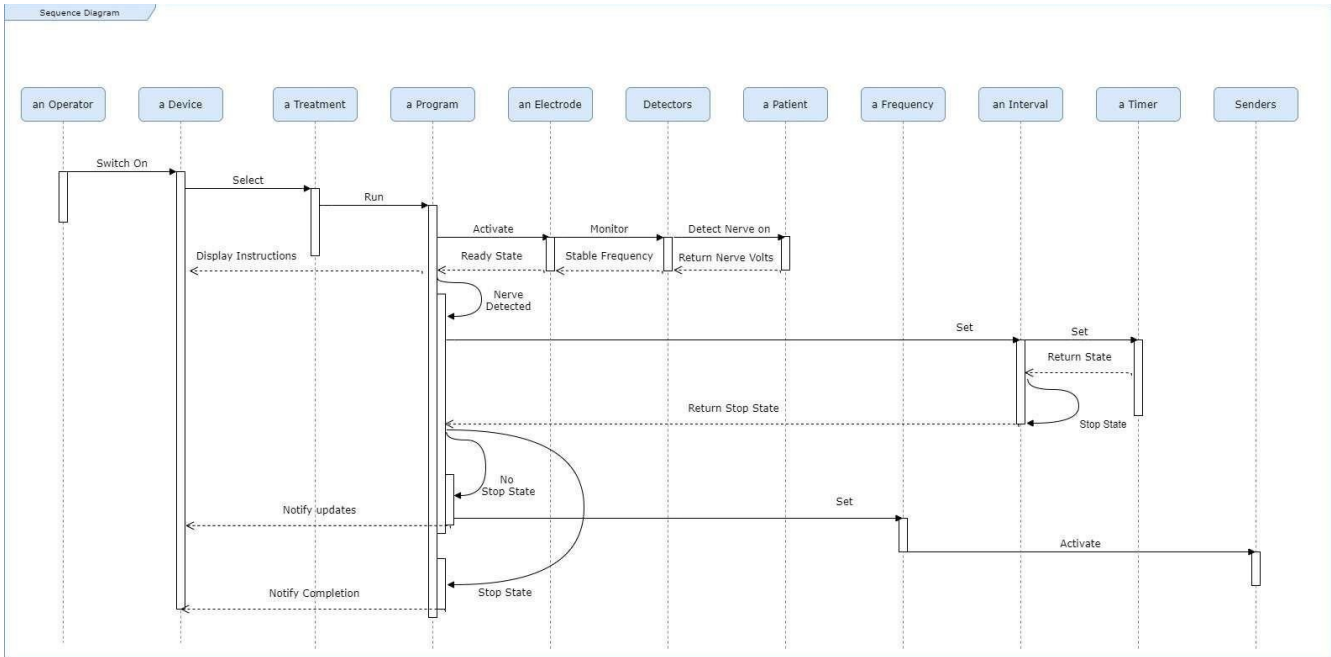 Sequence Diagram
an Operator
a Device
a Treatment
a Program
an Electrode
Detectors
a Patient
a Frequency
an Interval
a Timer
Senders
Switch On
Select
Run
Activate
Monitor
Detect Nerve on
Display Instructions
Ready State
Stable Frequency
Return Nerve Volts
Nerve
Detected
Set
Set
Return State
Return Stop State
Stop State
No
Stop State
Notify updates
Set
Activate
Notify Completion
Stop State